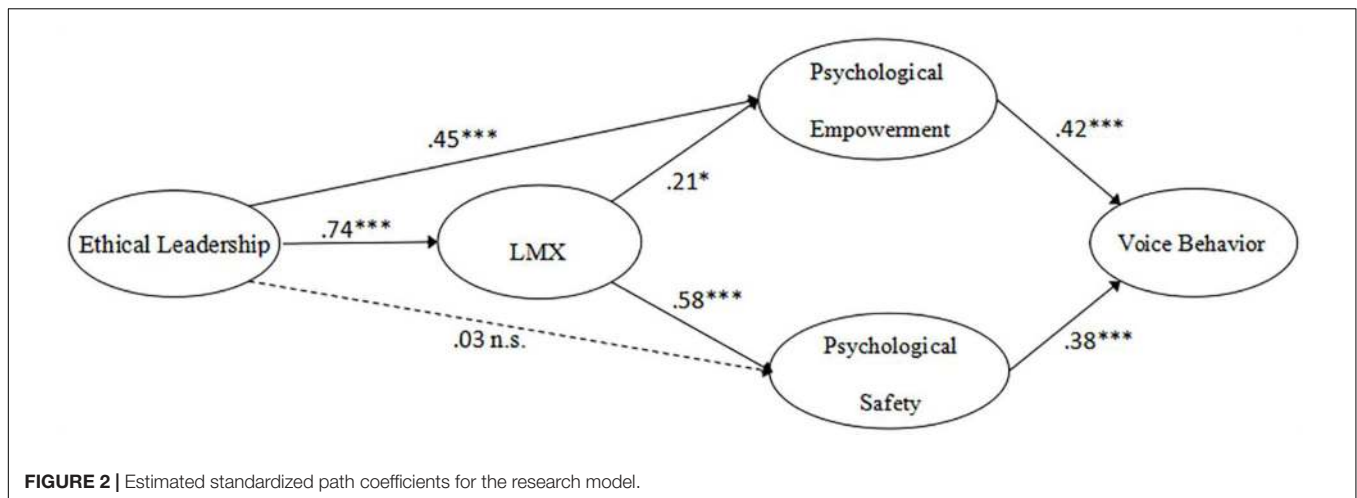 Psychological
Empowerment
.45***
.42***
.21*
Ethical Leadership
.74***
LMX
Voice Behavior
.58***
.03 n.s.
Psychological
Safety
.38***
FIGURE 2 | Estimated standardized path coefficients for the research model.